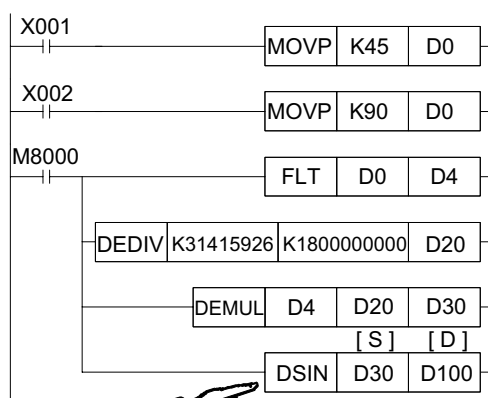 X001
MOVP K45 D0
X002
MOVP K90 D0
M8000
FLT D0 D4
DEDIV K31415926 K1800000000 D20
DEMUL D4 D20 D30
[ S ] [ D ]
DSIN D30 D100